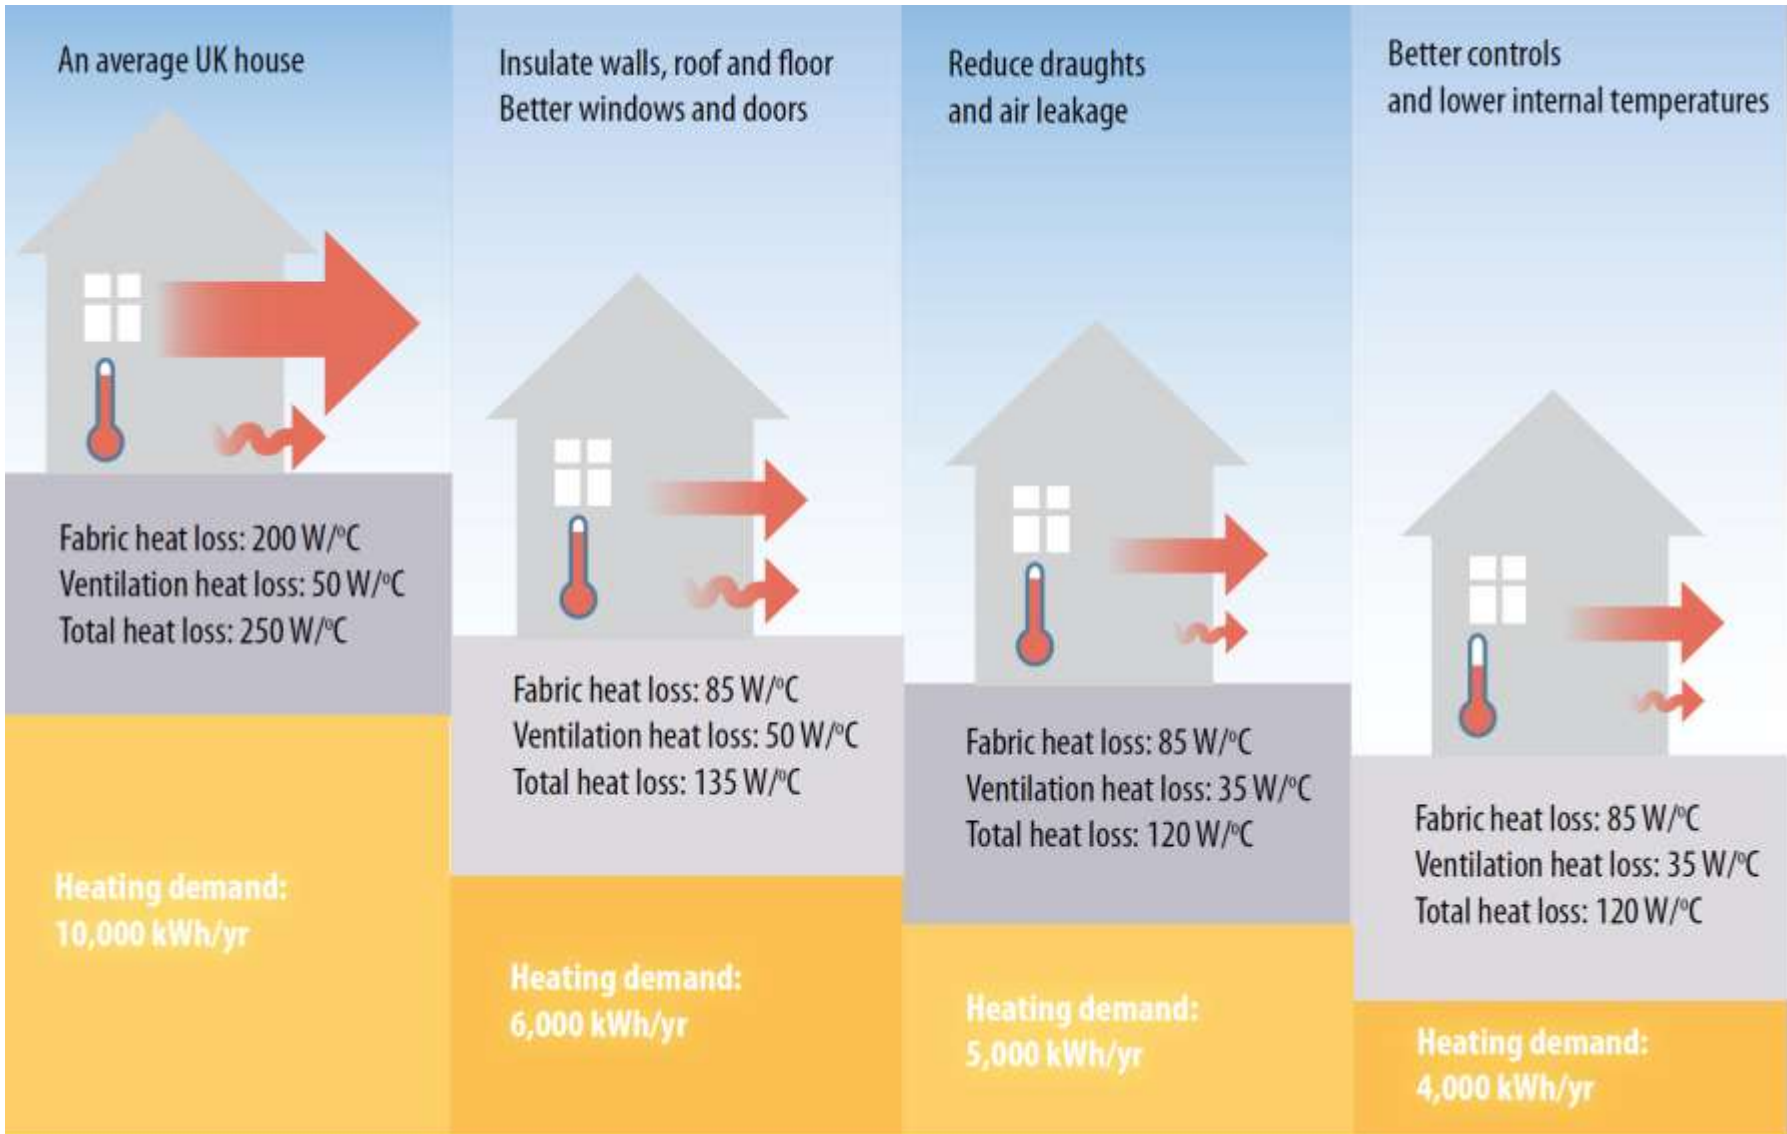 An average UK house
Fabric heat loss: 200 W/°C
Ventilation heat loss: 50 W/°C
Total heat loss: 250 W/°C
Heating demand:
10,000 kWh/yr
Insulate walls, roof and floor
Better windows and doors
Fabric heat loss: 85 W/°C
Ventilation heat loss: 50 W/°C
Total heat loss: 135 W/°C
Heating demand:
6,000 kWh/yr
Reduce draughts
and air leakage
Fabric heat loss: 85 W/°C
Ventilation heat loss: 35 W/°C
Total heat loss: 120 W/°C
Heating demand:
5,000 kWh/yr
Better controls
and lower internal temperatures
Fabric heat loss: 85 W/°C
Ventilation heat loss: 35 W/°C
Total heat loss: 120 W/°C
Heating demand:
4,000 kWh/yr